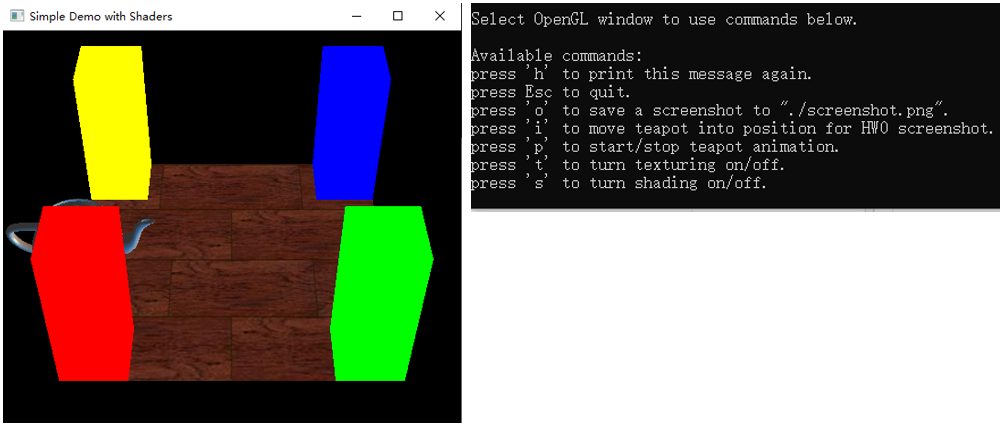 Simple Demo with Shaders
Select OpenGL window to use commands below.
Available commands:
press 'h' to print this message again.
press Esc to quit.
press 'o' to save a screenshot to "./screenshot.png".
press 'i' to move teapot into position for HW0 screenshot.
press 'p' to start/stop teapot animation.
press 't' to turn texturing on/off.
press 's' to turn shading on/off.